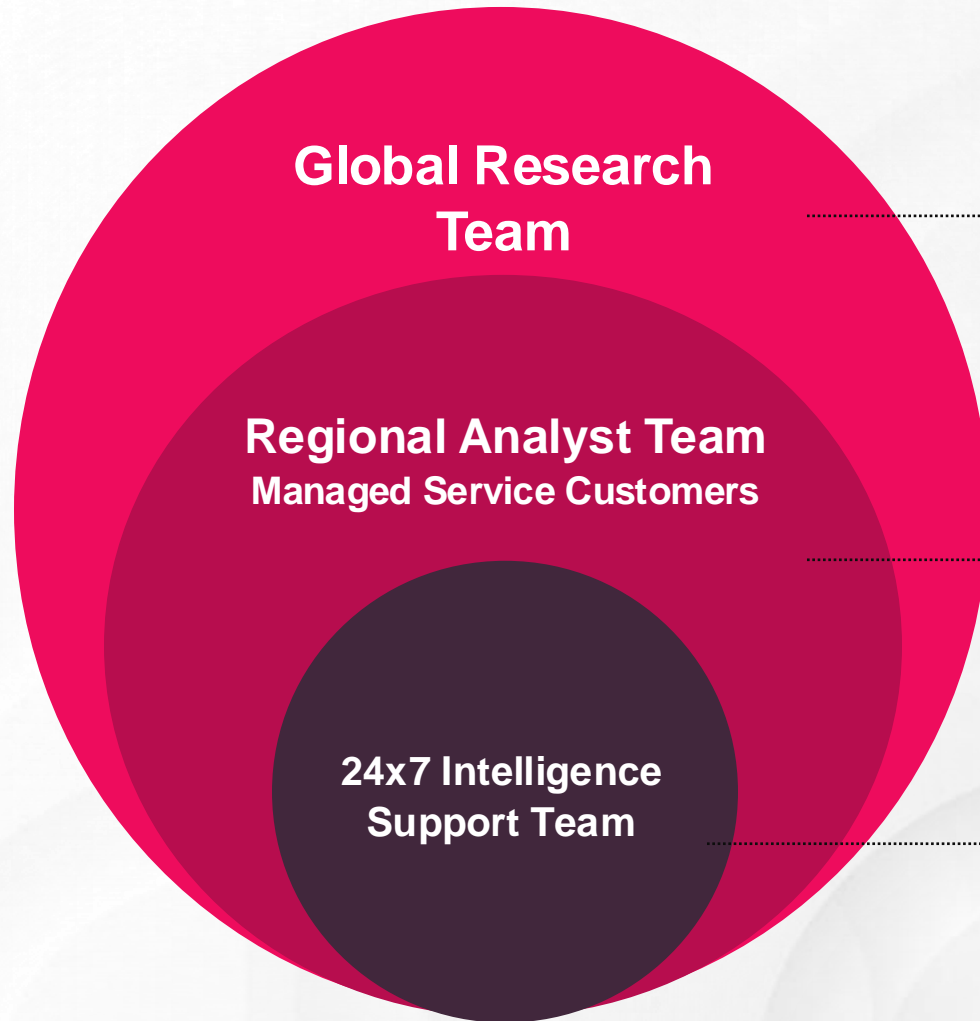 Global Research
Team
Regional Analyst Team
Managed Service Customers
24x7 Intelligence
Support Team